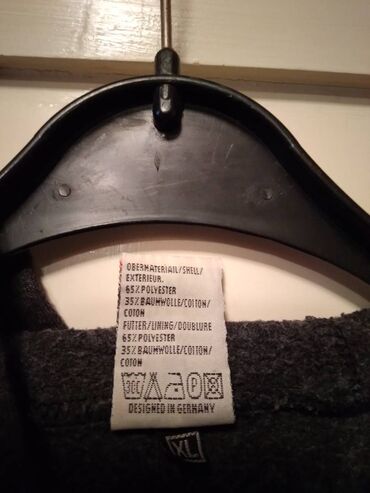 OBERMATERIAL/SHELL/
EXTERIEUR.
65% POLYESTER
35% BAUMWOLLE/COTTON/
COTON
FUTTER/LINING/DOUBLURE
65% POLYESTER
35% BAUMWOLLE/COTTON/
COTON
30C P
DESIGNED IN GERMANY
XL